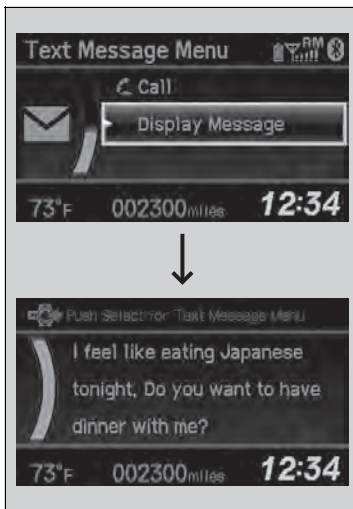 Text Message Menu RM
Call
Display Message
73°F 002300miles 12:34
Push Select for Text Message Menu
I feel like eating Japanese
tonight, Do you want to have
dinner with me?
73°F 002300miles 12:34